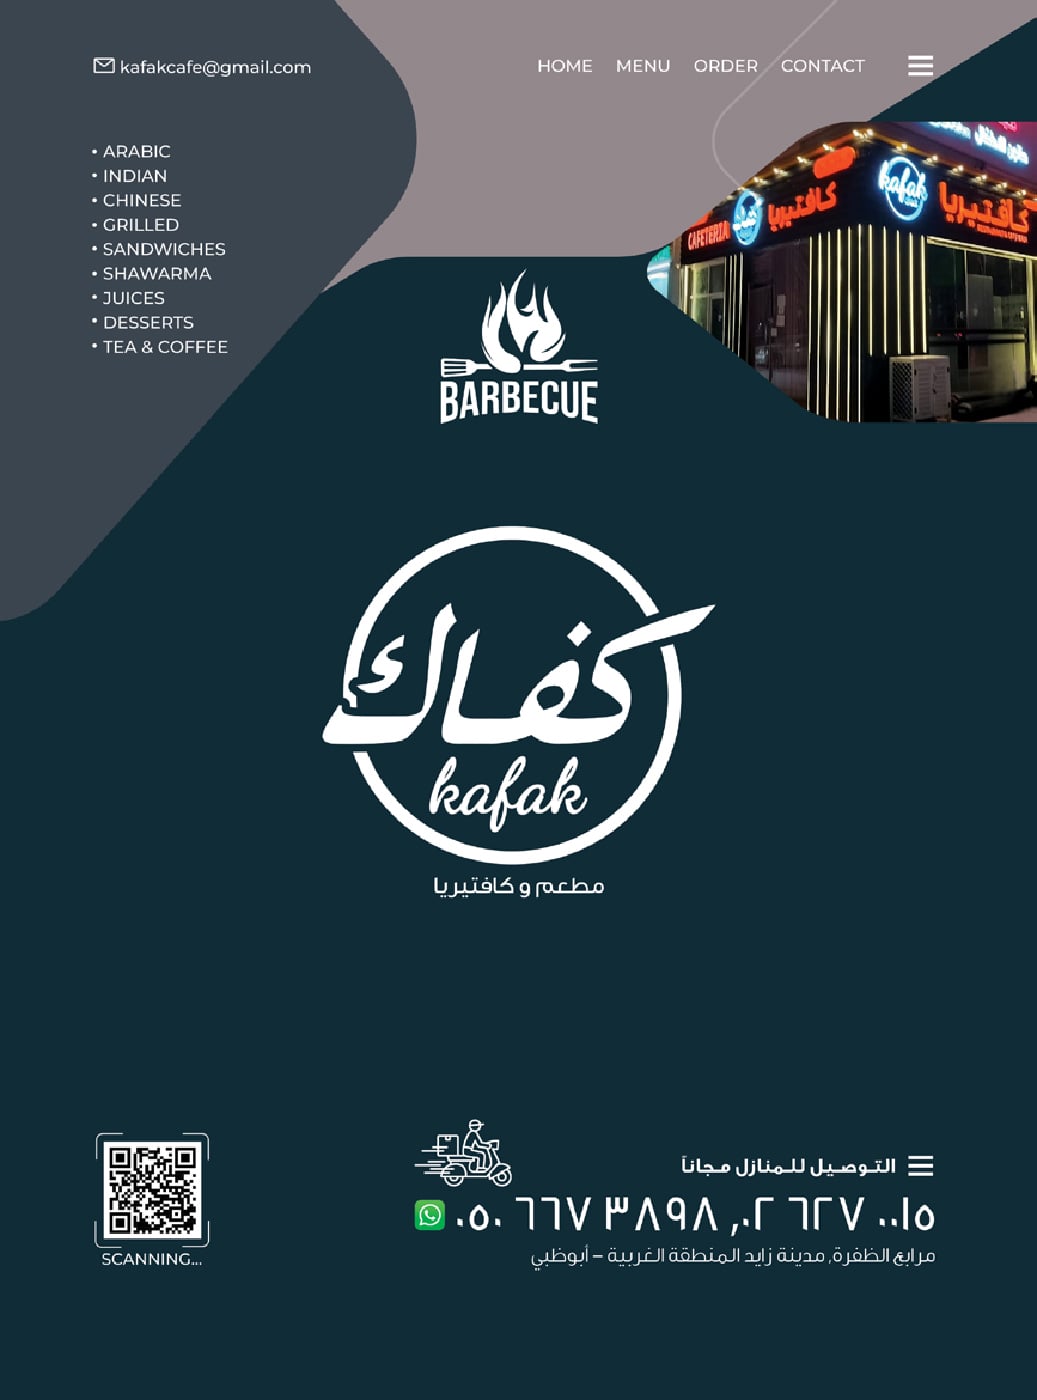 kafakcafe@gmail.com
HOME MENU ORDER CONTACT
• ARABIC
• INDIAN
• CHINESE
• GRILLED
• SANDWICHES
• SHAWARMA
• JUICES
• DESSERTS
• TEA & COFFEE
kafak
كافتيريا
CAFETERIA
كافتيريا
BARBECUE
كفاك
kafak
مطعم و كافتيريا
التوصيل للمنازل مجاناً
٠٥٠ ٦٦٧ ٣٨٩٨ ,٠٢ ٦٢٧ ٠٠١٥
مرابع الظفرة, مدينة زايد المنطقة الغربية – أبوظبي
SCANNING...